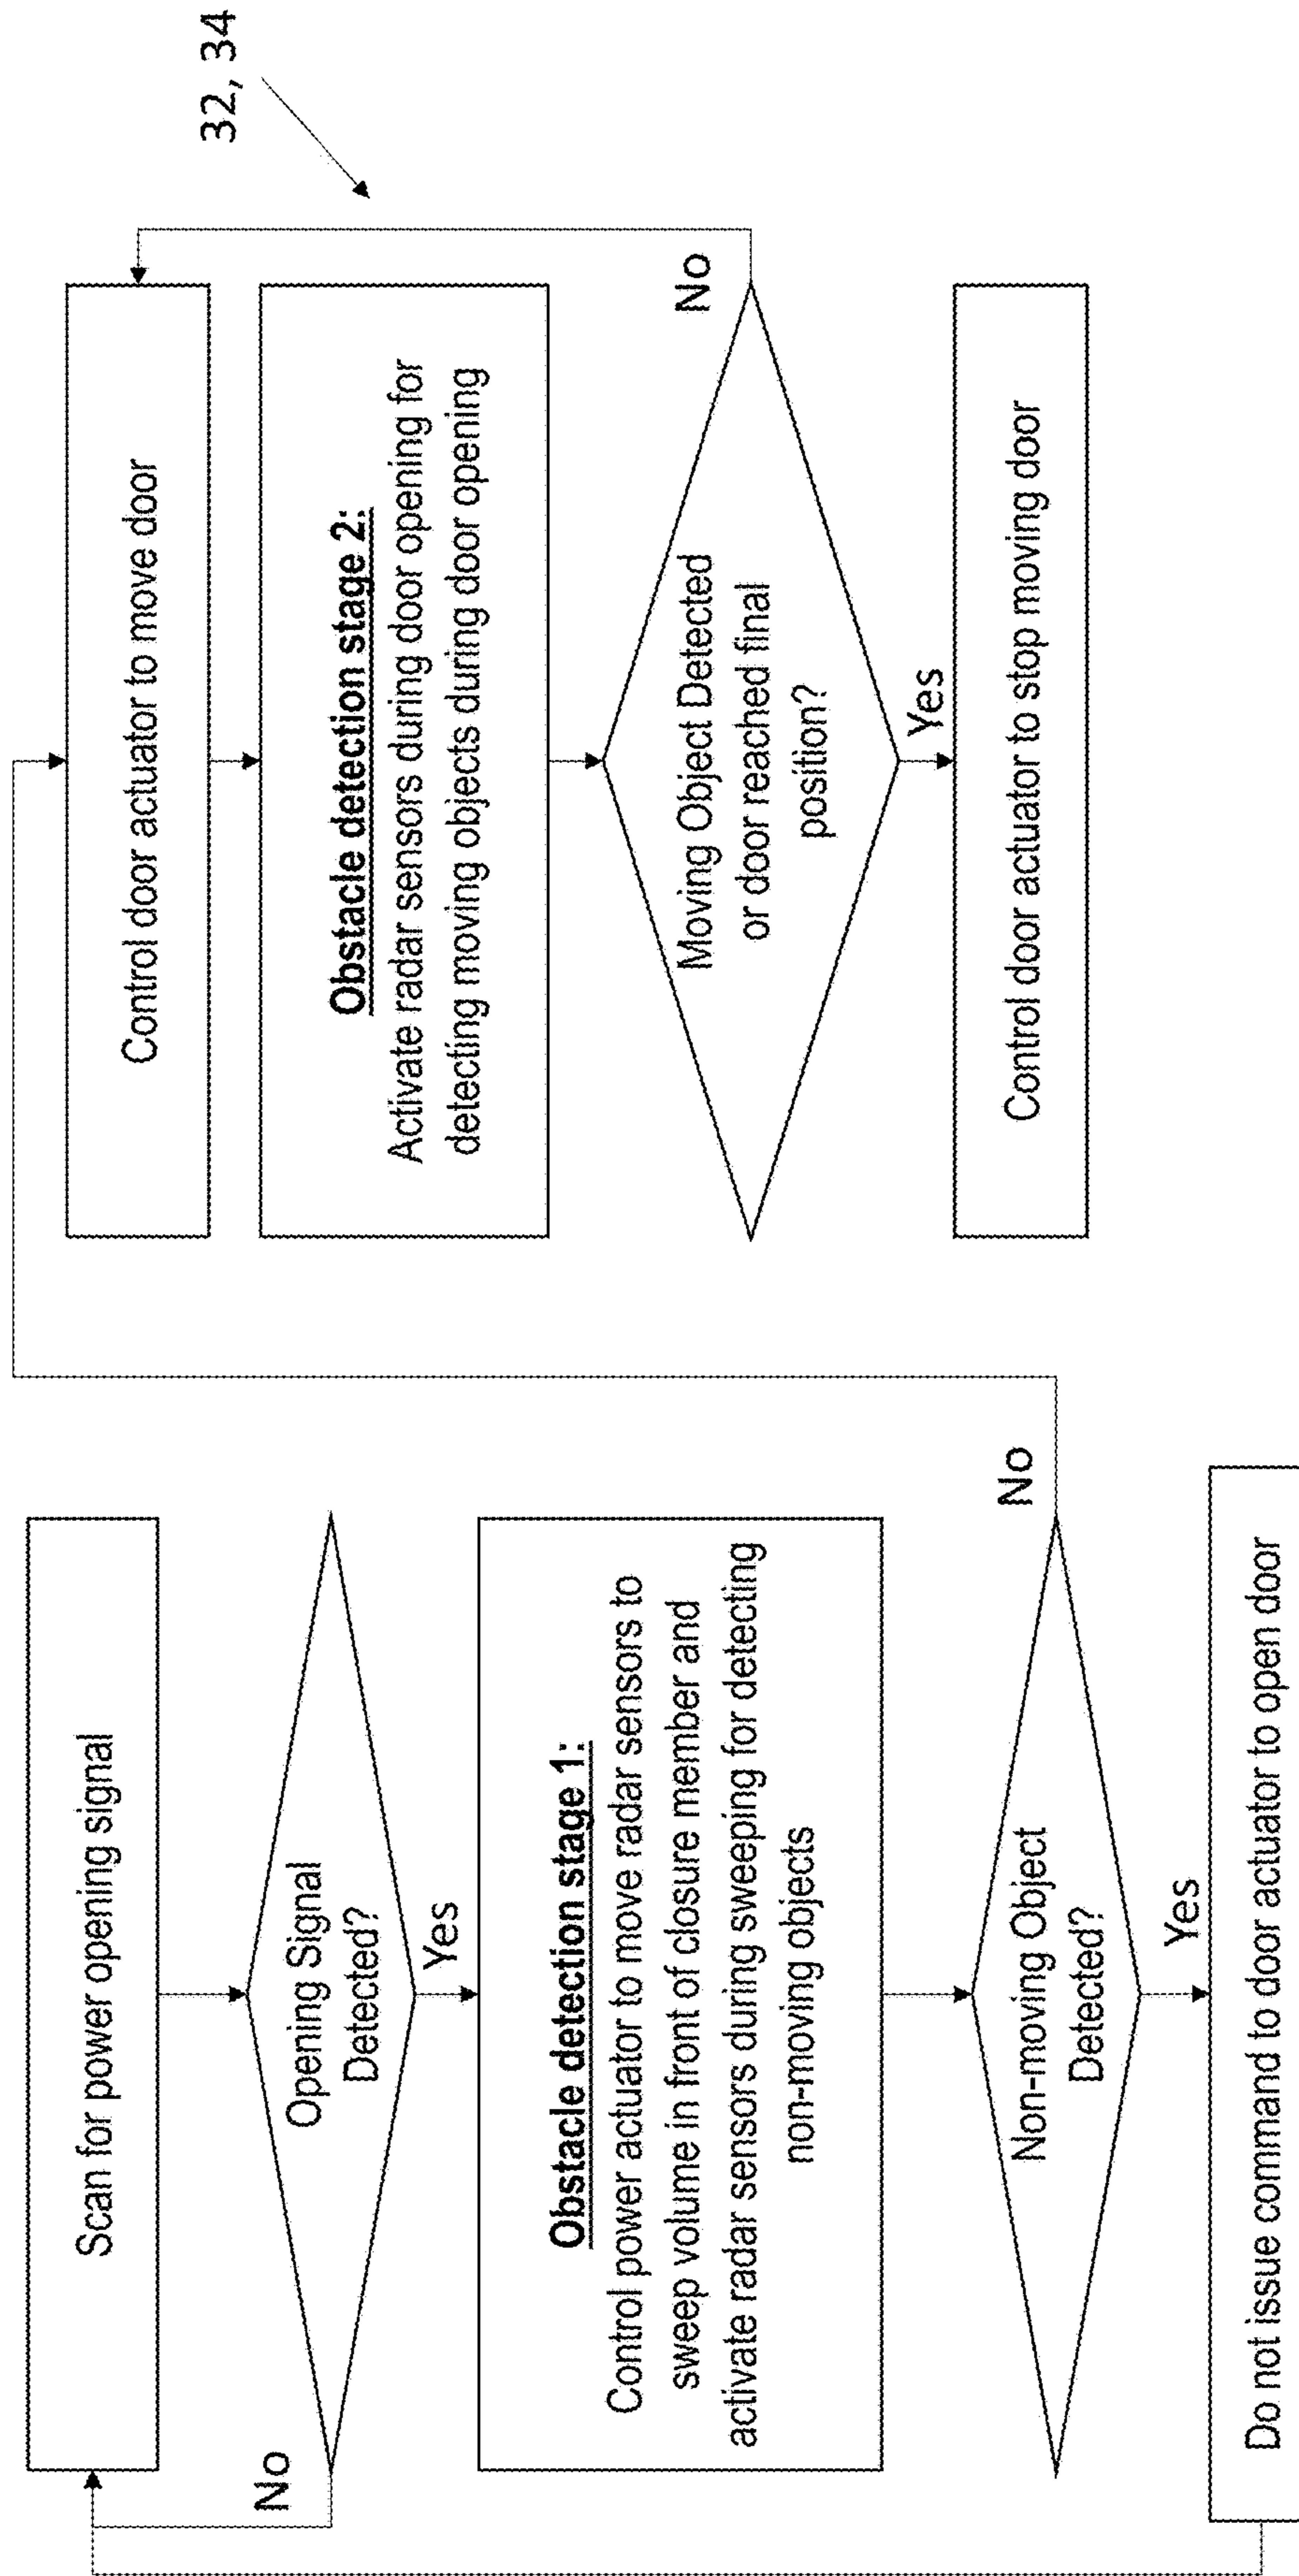 Scan for power opening signal
Opening Signal
Detected?
No
Yes
Obstacle detection stage 1:
Control power actuator to move radar sensors to
sweep volume in front of closure member and
activate radar sensors during sweeping for detecting
non-moving objects
Non-moving Object
Detected?
No
Yes
Do not issue command to door actuator to open door
Control door actuator to move door
Obstacle detection stage 2:
Activate radar sensors during door opening for
detecting moving objects during door opening
Moving Object Detected
or door reached final
position?
No
Yes
Control door actuator to stop moving door
32, 34